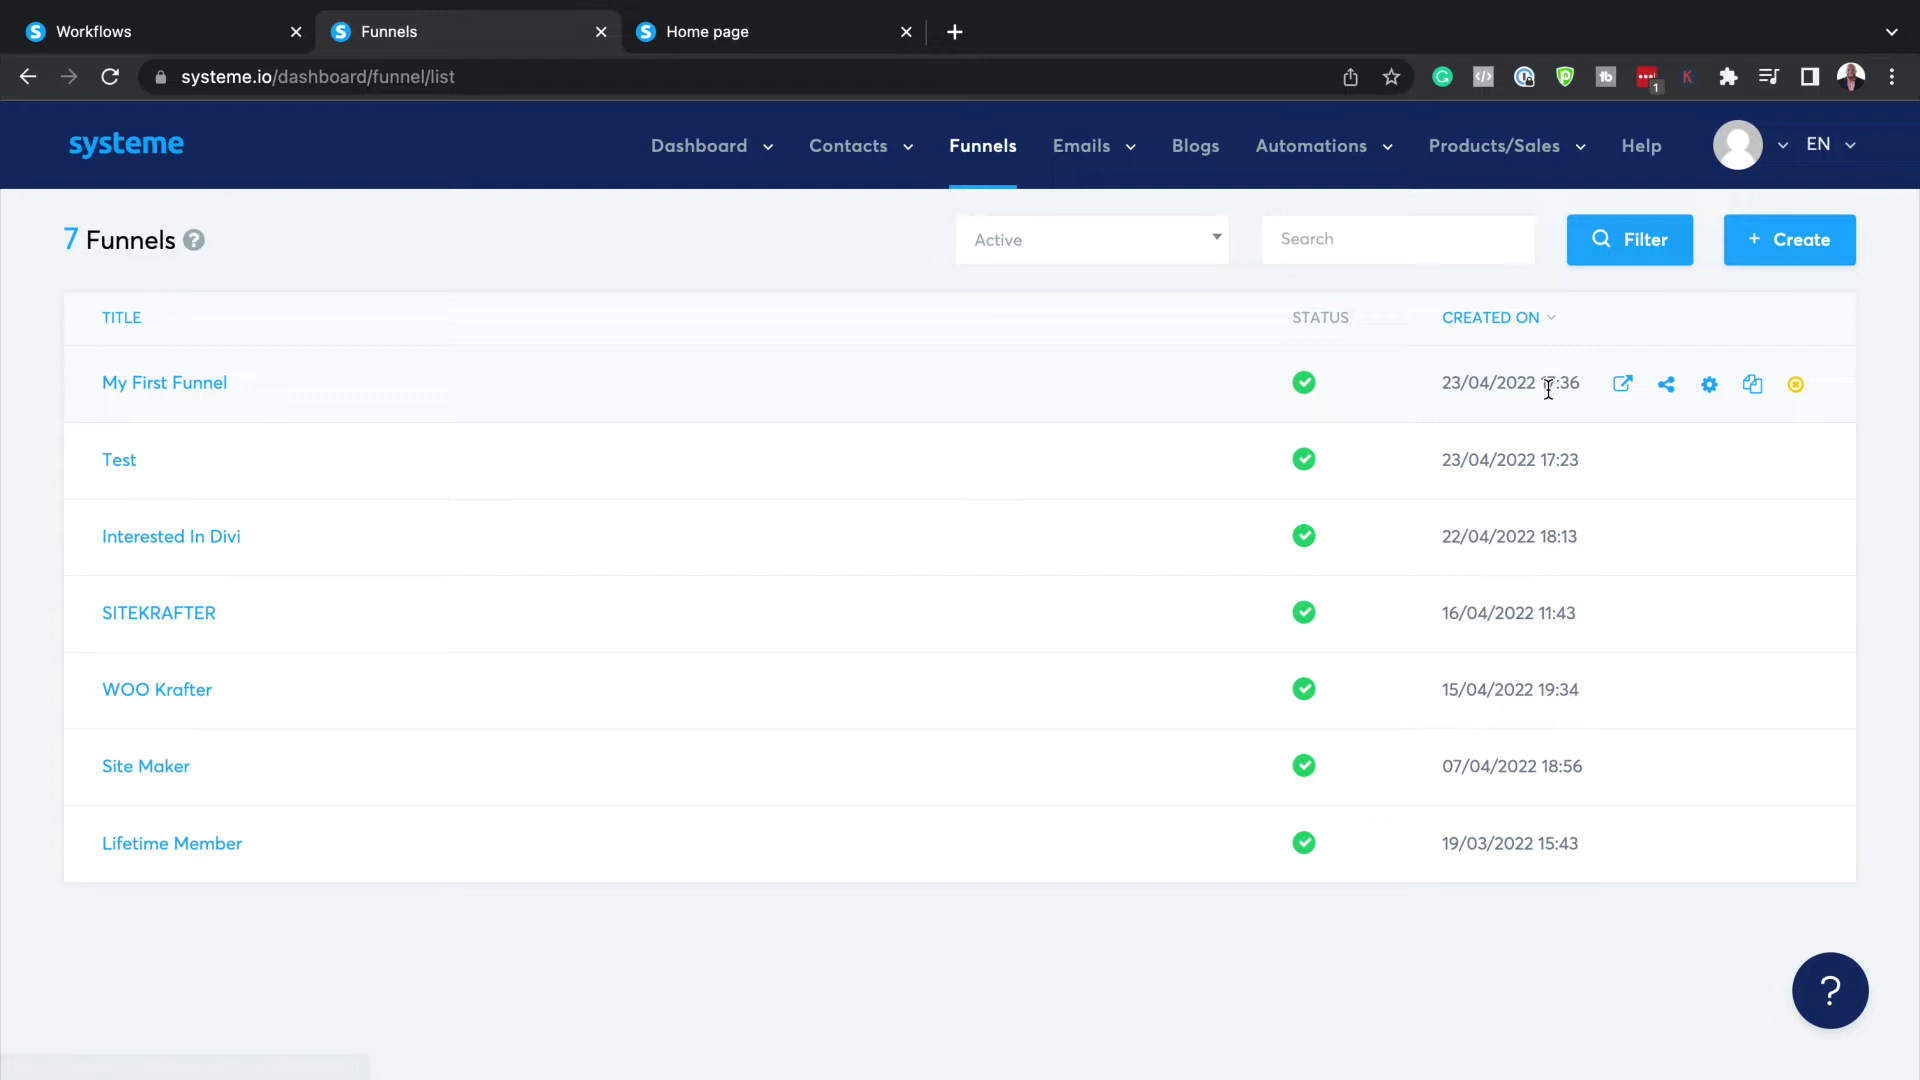 Workflows
Funnels
Home page
systeme.io/dashboard/funnel/list
1
systeme
Dashboard
Contacts
Funnels
Emails
Blogs
Automations
Products/Sales
Help
EN
7 Funnels ?
Active
Search
Filter
+ Create
TITLE
STATUS
CREATED ON
My First Funnel
23/04/2022 17:36
Test
23/04/2022 17:23
Interested In Divi
22/04/2022 18:13
SITEKRAFTER
16/04/2022 11:43
WOO Krafter
15/04/2022 19:34
Site Maker
07/04/2022 18:56
Lifetime Member
19/03/2022 15:43
?